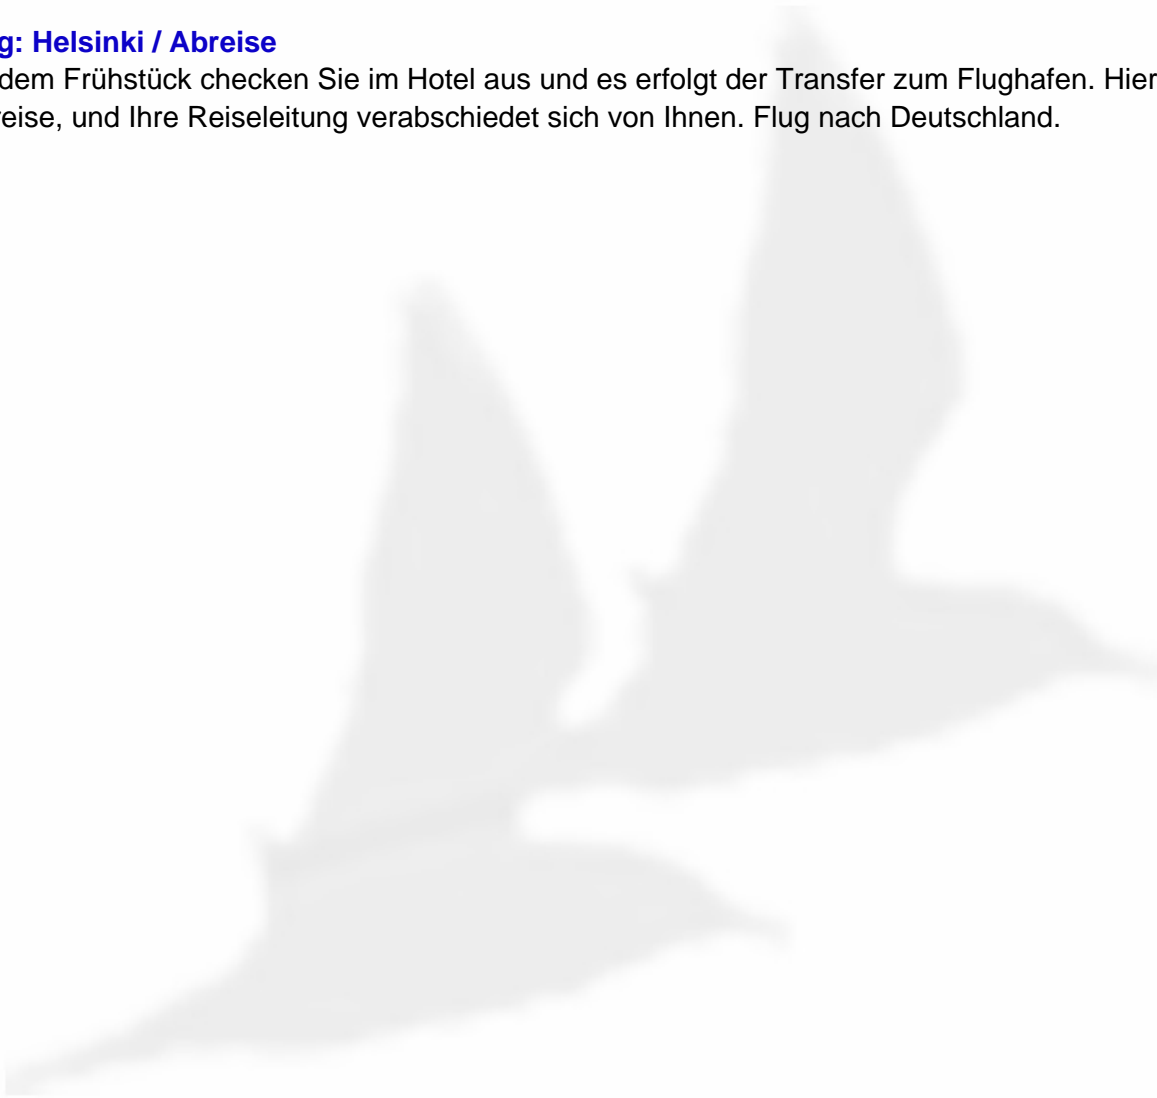 g: Helsinki / Abreise
dem Frühstück checken Sie im Hotel aus und es erfolgt der Transfer zum Flughafen. Hier
reise, und Ihre Reiseleitung verabschiedet sich von Ihnen. Flug nach Deutschland.